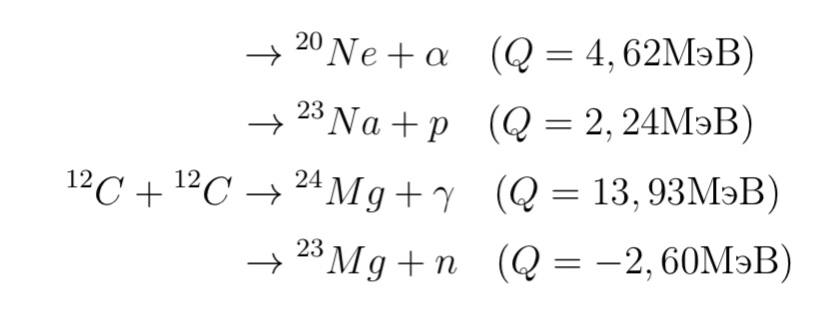 → ²⁰Ne + α (Q = 4,62МэВ)
→ ²³Na + p (Q = 2,24МэВ)
¹²C + ¹²C → ²⁴Mg + γ (Q = 13,93МэВ)
→ ²³Mg + n (Q = −2,60МэВ)